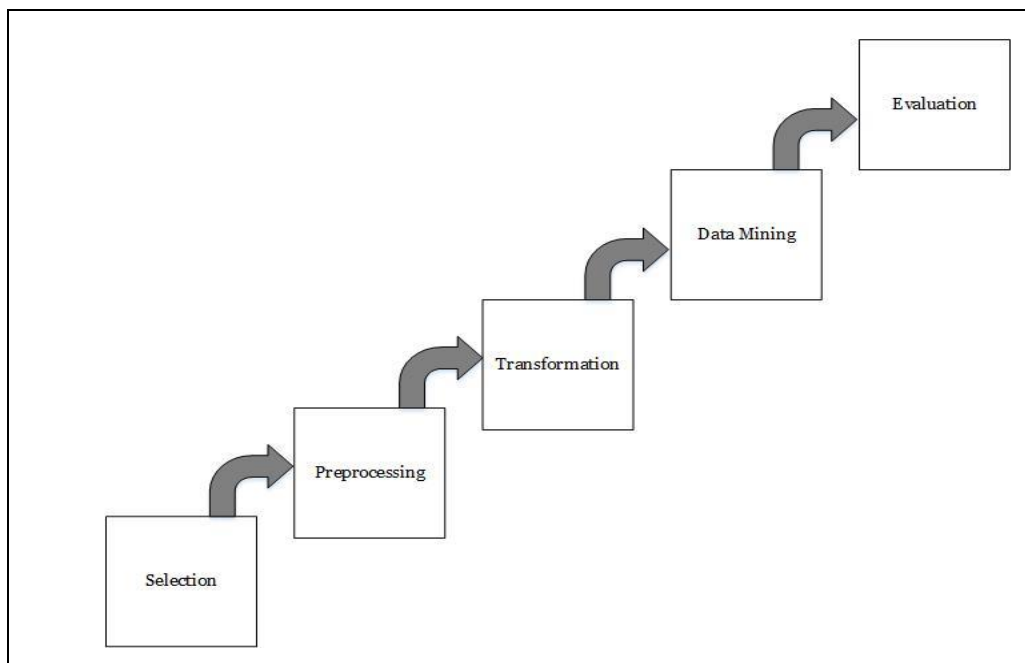 Evaluation
Data Mining
Transformation
Preprocessing
Selection